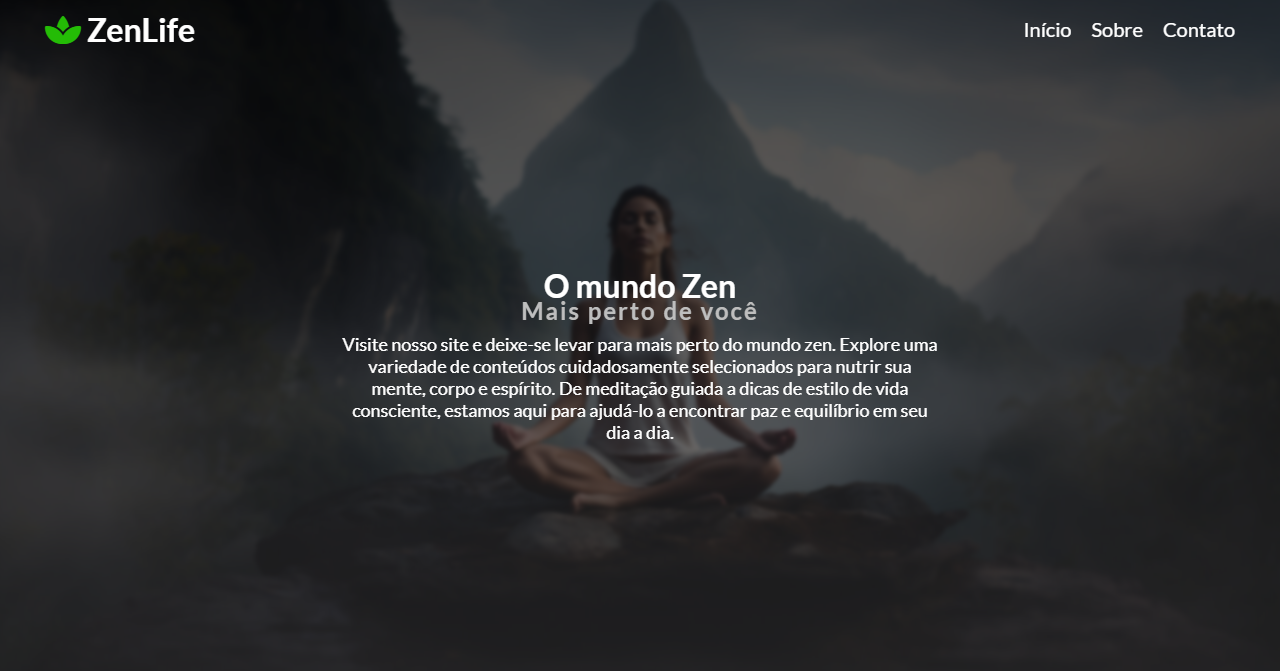 ZenLife
Início Sobre Contato
O mundo Zen
Mais perto de você
Visite nosso site e deixe-se levar para mais perto do mundo zen. Explore uma
variedade de conteúdos cuidadosamente selecionados para nutrir sua
mente, corpo e espírito. De meditação guiada a dicas de estilo de vida
consciente, estamos aqui para ajudá-lo a encontrar paz e equilíbrio em seu
dia a dia.